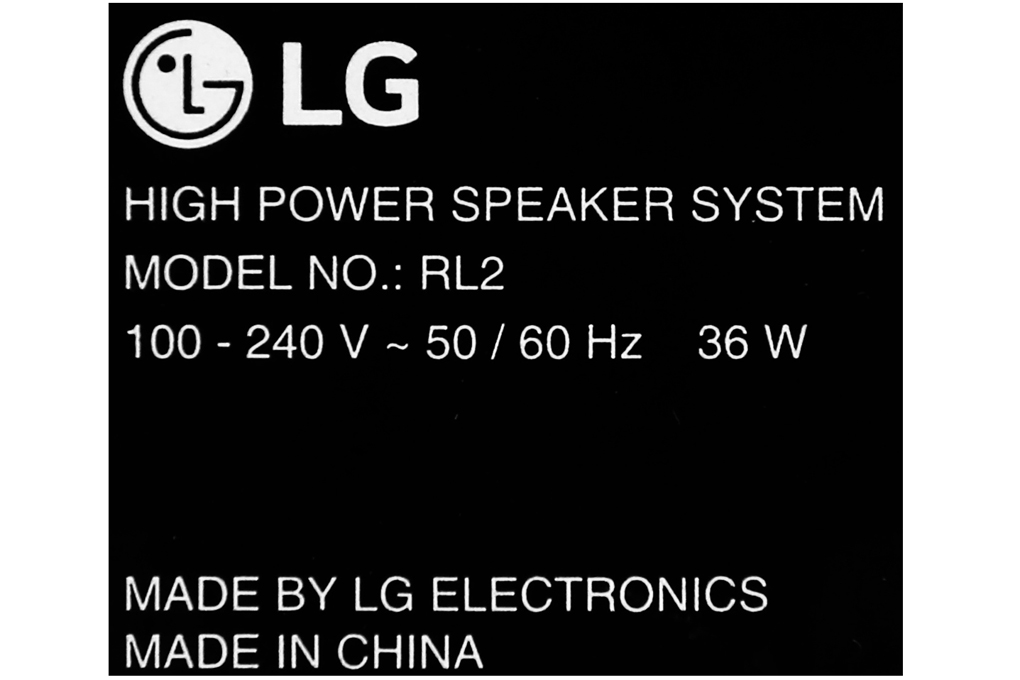 LG
HIGH POWER SPEAKER SYSTEM
MODEL NO.: RL2
100 - 240 V ~ 50 / 60 Hz 36 W
MADE BY LG ELECTRONICS
MADE IN CHINA